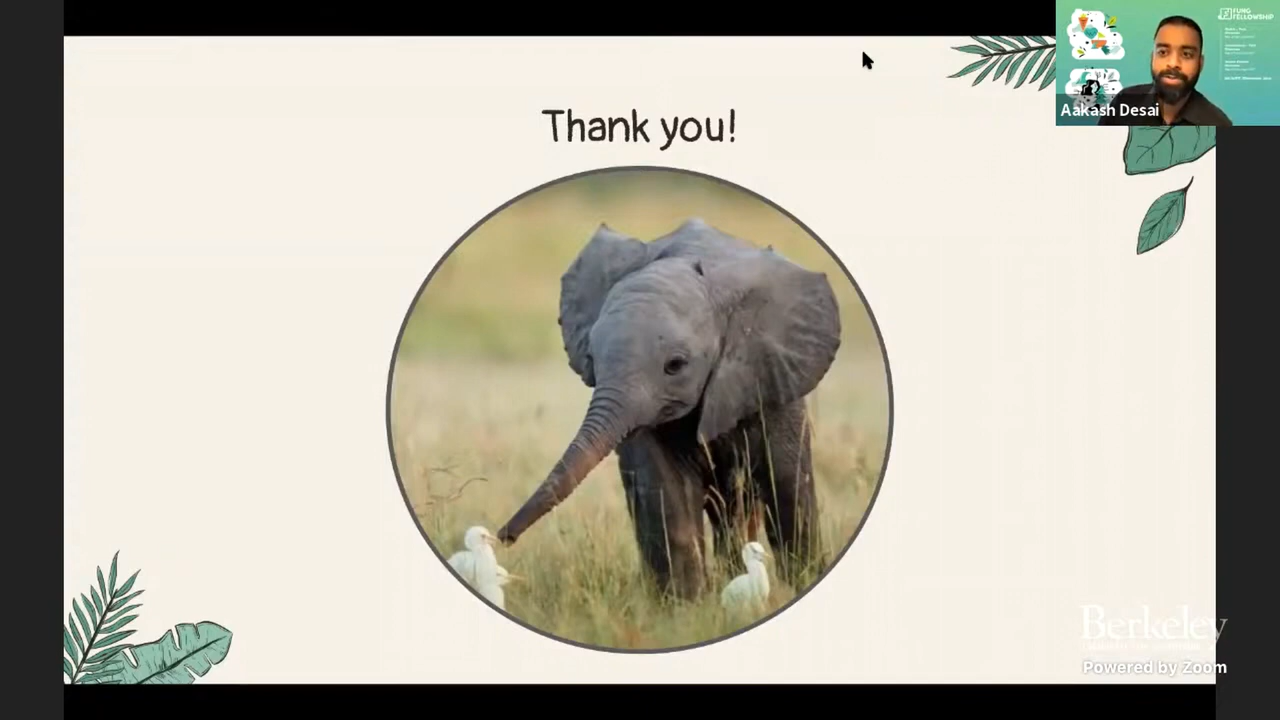 Thank you!
FUNG
FELLOWSHIP
Aakash Desai
Berkeley
Powered by Zoom